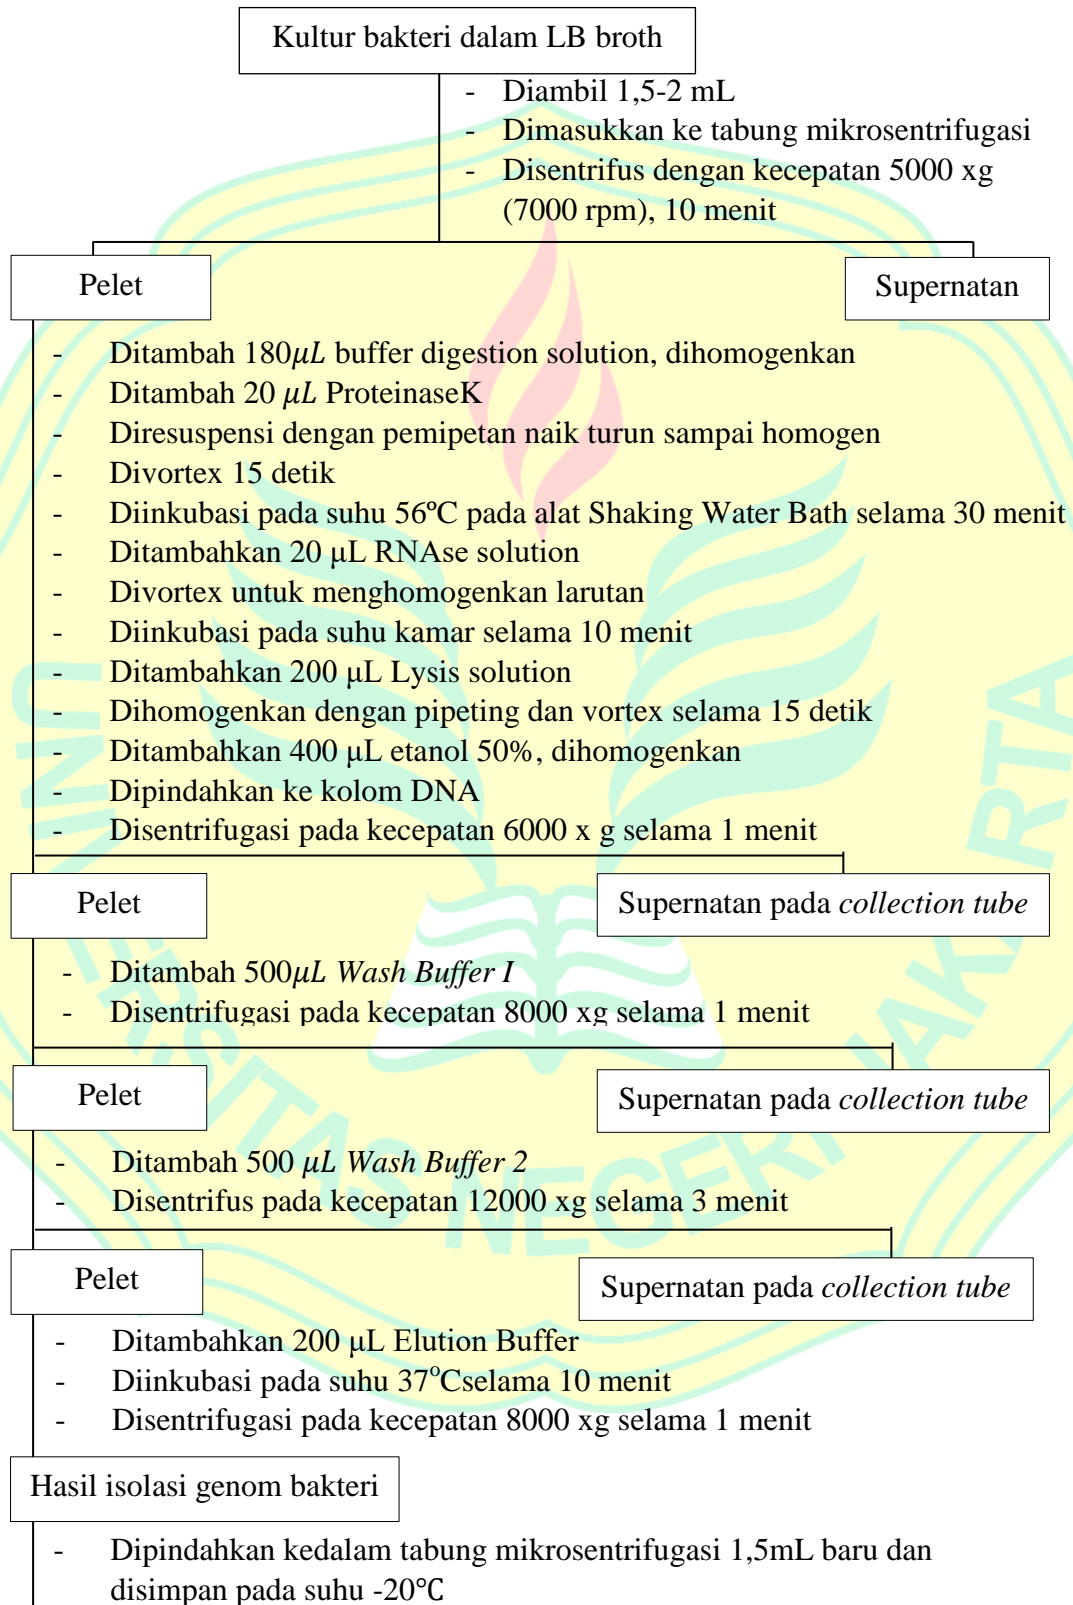 Kultur bakteri dalam LB broth
- Diambil 1,5-2 mL
- Dimasukkan ke tabung mikrosentrifugasi
- Disentrifus dengan kecepatan 5000 xg
(7000 rpm), 10 menit
Pelet
Supernatan
- Ditambah 180𝜇𝐿 buffer digestion solution, dihomogenkan
- Ditambah 20 𝜇𝐿 ProteinaseK
- Diresuspensi dengan pemipetan naik turun sampai homogen
- Divortex 15 detik
- Diinkubasi pada suhu 56ºC pada alat Shaking Water Bath selama 30 menit
- Ditambahkan 20 µL RNAse solution
- Divortex untuk menghomogenkan larutan
- Diinkubasi pada suhu kamar selama 10 menit
- Ditambahkan 200 µL Lysis solution
- Dihomogenkan dengan pipeting dan vortex selama 15 detik
- Ditambahkan 400 µL etanol 50%, dihomogenkan
- Dipindahkan ke kolom DNA
- Disentrifugasi pada kecepatan 6000 x g selama 1 menit
Pelet
Supernatan pada collection tube
- Ditambah 500𝜇𝐿 Wash Buffer I
- Disentrifugasi pada kecepatan 8000 xg selama 1 menit
Pelet
Supernatan pada collection tube
- Ditambah 500 𝜇𝐿 Wash Buffer 2
- Disentrifus pada kecepatan 12000 xg selama 3 menit
Pelet
Supernatan pada collection tube
- Ditambahkan 200 µL Elution Buffer
- Diinkubasi pada suhu 37°Cselama 10 menit
- Disentrifugasi pada kecepatan 8000 xg selama 1 menit
Hasil isolasi genom bakteri
- Dipindahkan kedalam tabung mikrosentrifugasi 1,5mL baru dan
disimpan pada suhu -20℃
UNIVERSITAS NEGERI JAKARTA